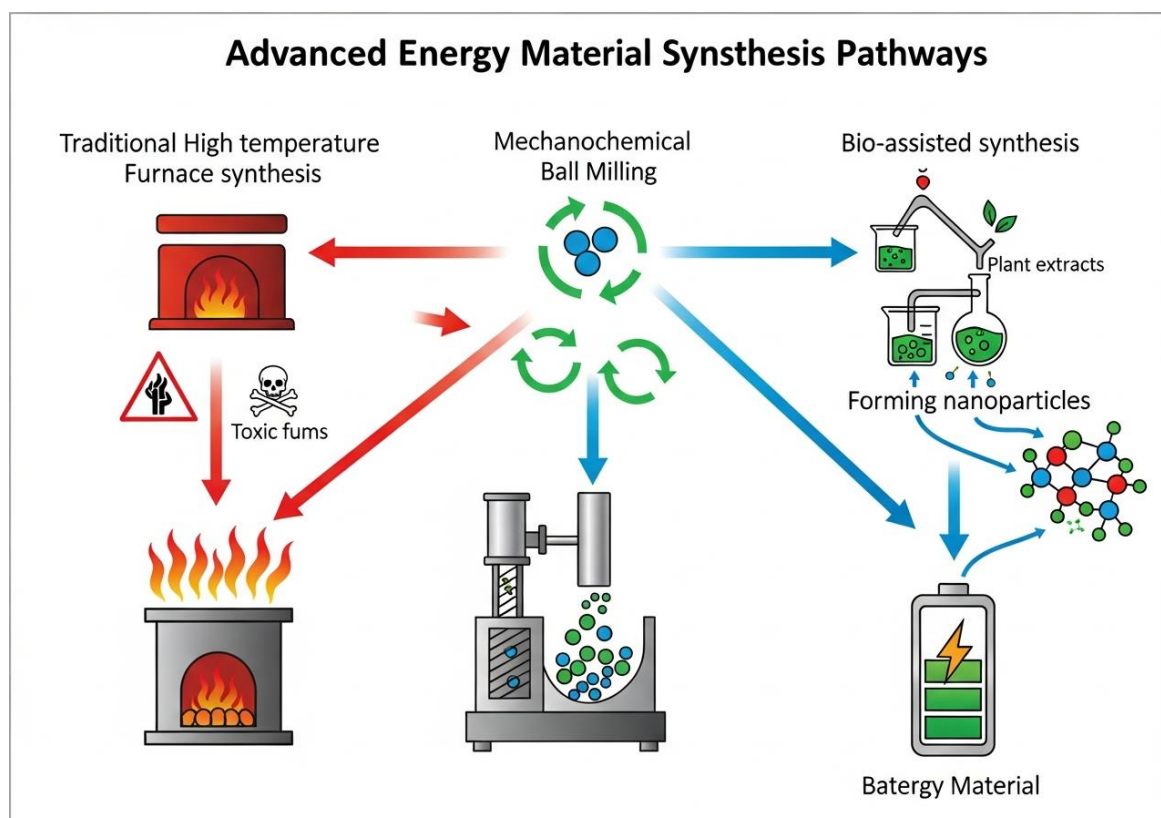 Advanced Energy Material Synsthesis Pathways
Traditional High temperature
Furnace synthesis
Mechanochemical
Ball Milling
Bio-assisted synthesis
Plant extracts
Toxic fums
Forming nanoparticles
Batergy Material